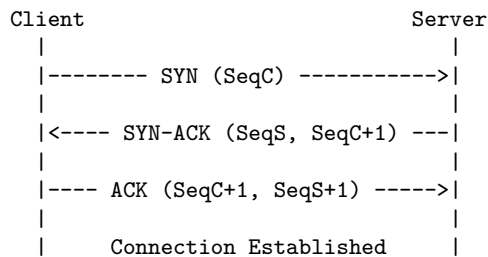 Client Server
|-------- SYN (SeqC) ----------->|
|<---- SYN-ACK (SeqS, SeqC+1) ---|
|---- ACK (SeqC+1, SeqS+1) ----->|
| Connection Established |